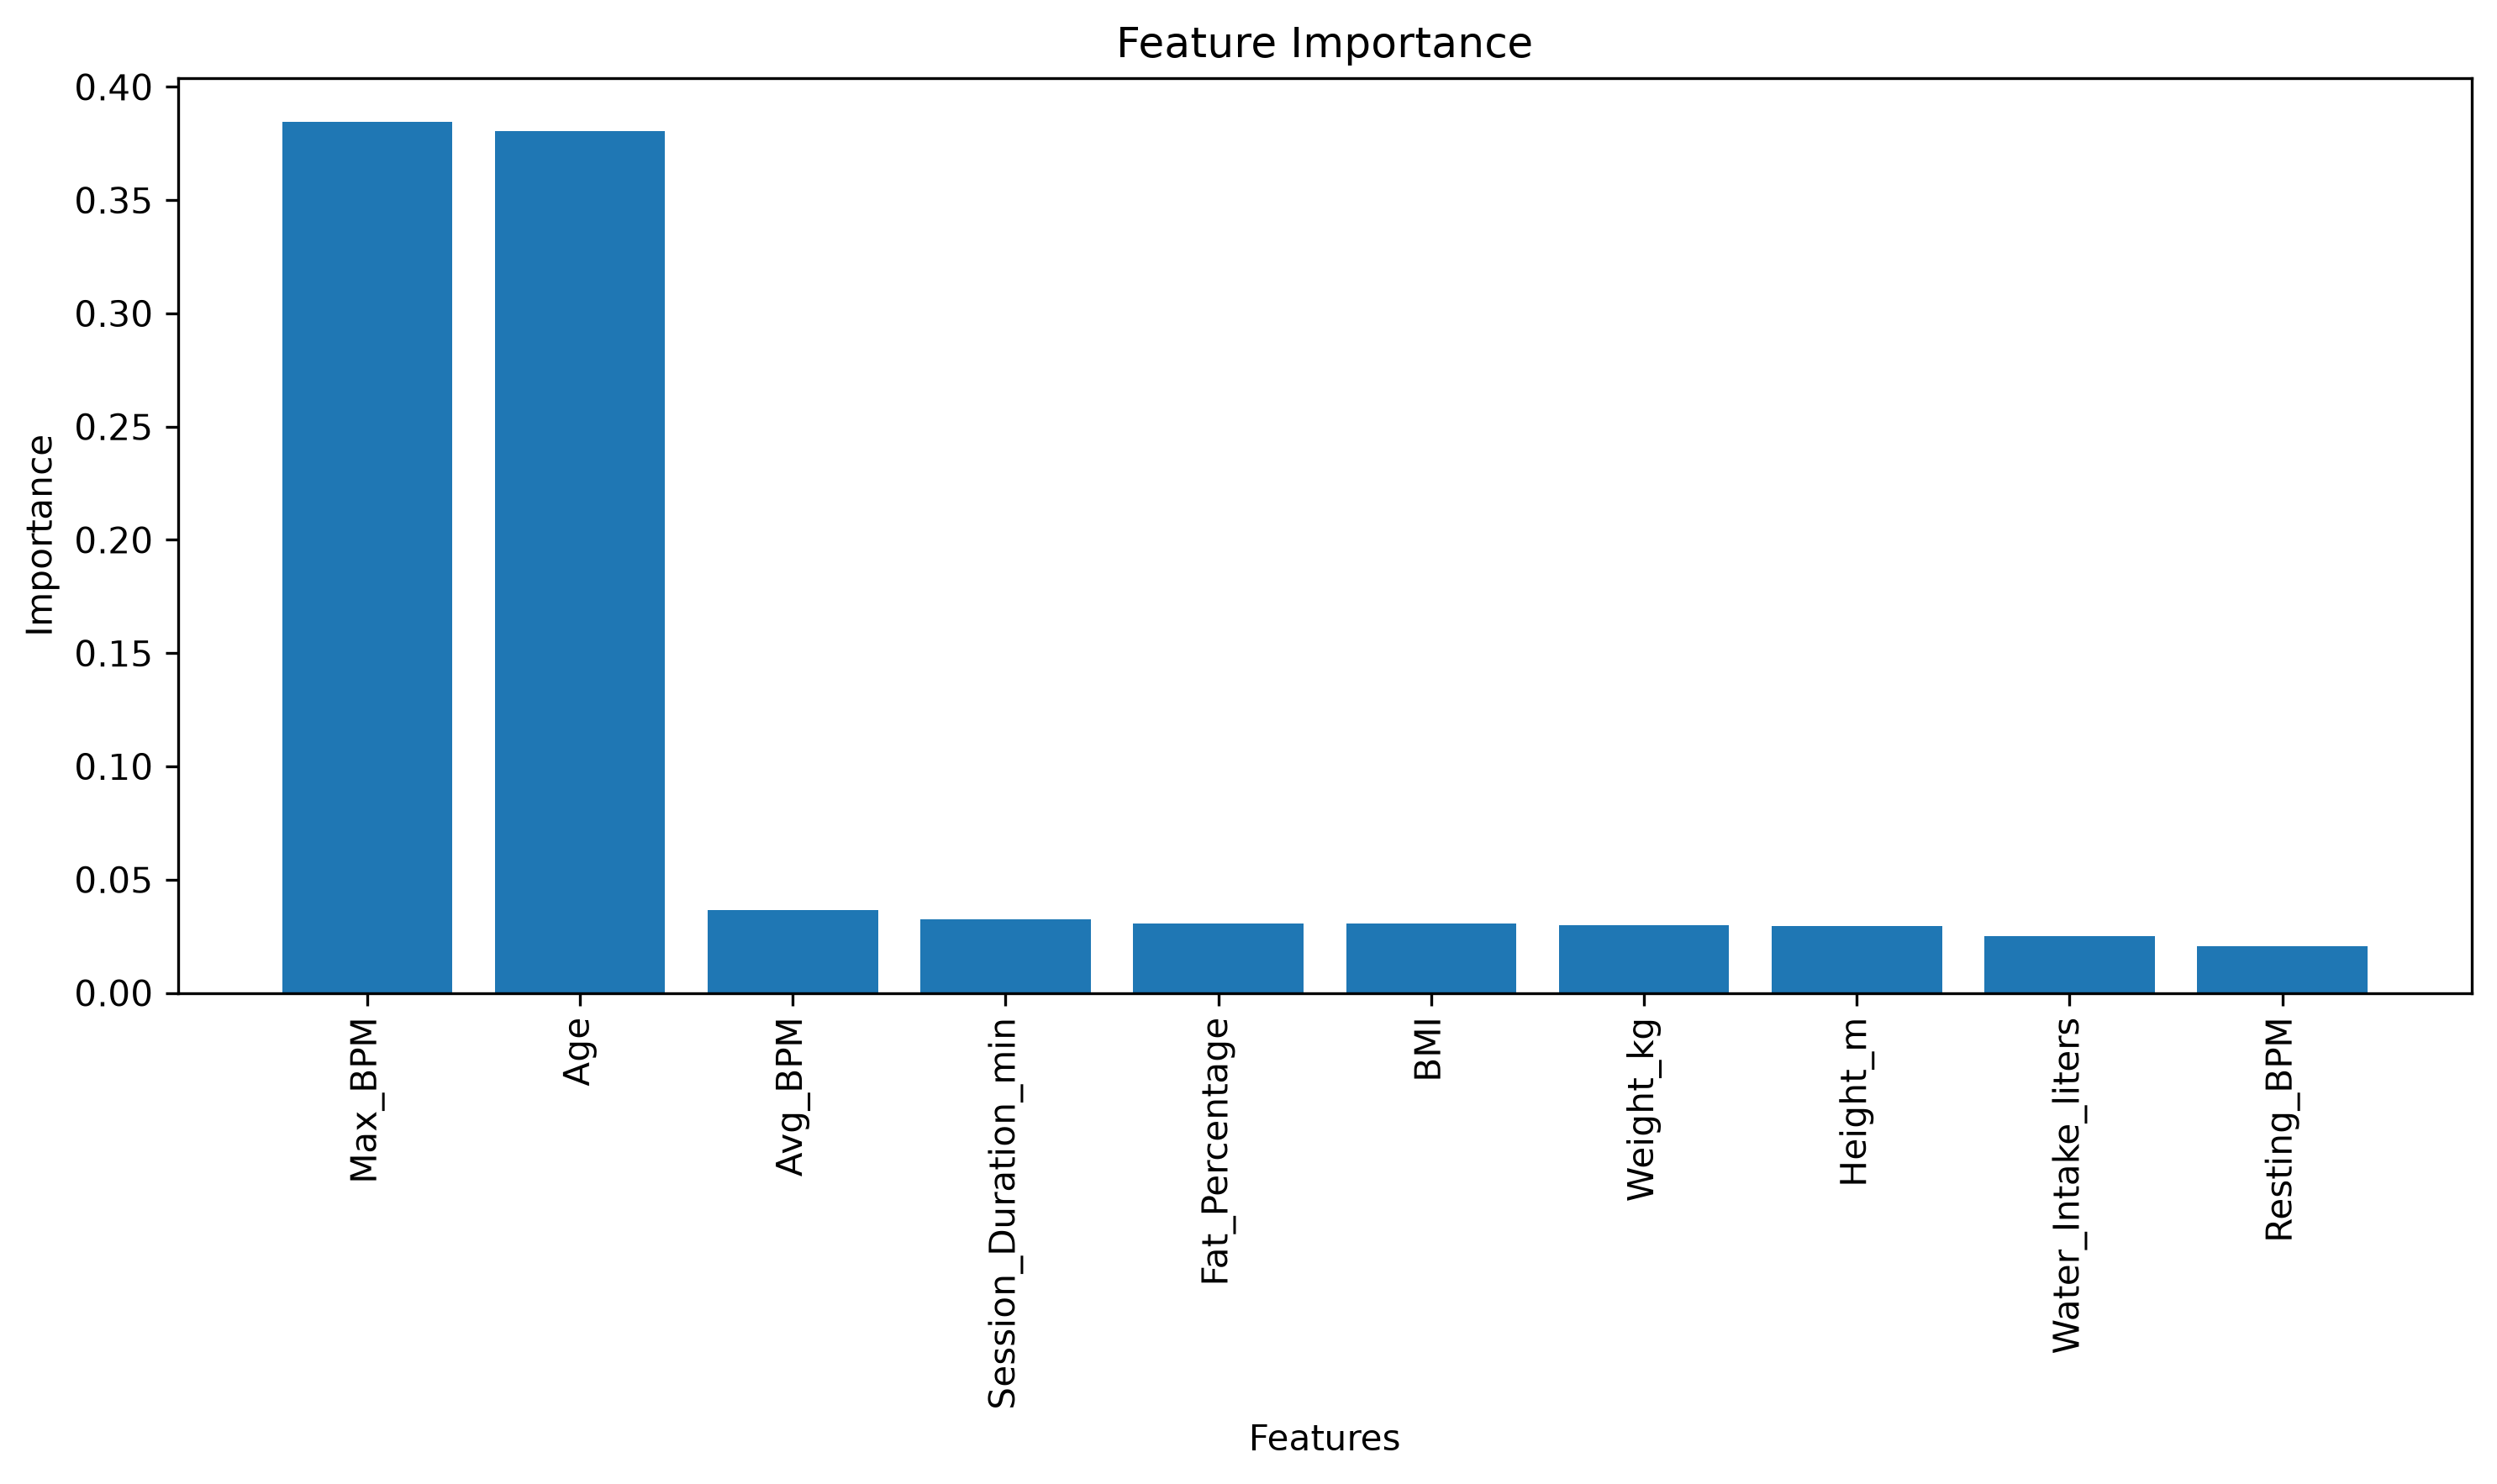 Feature Importance
0.40
0.35
0.30
0.25
0.20
0.15
0.10
0.05
0.00
Importance
Max_BPM
Age
Avg_BPM
Session_Duration_min
Fat_Percentage
BMI
Weight_kg
Height_m
Water_Intake_liters
Resting_BPM
Features